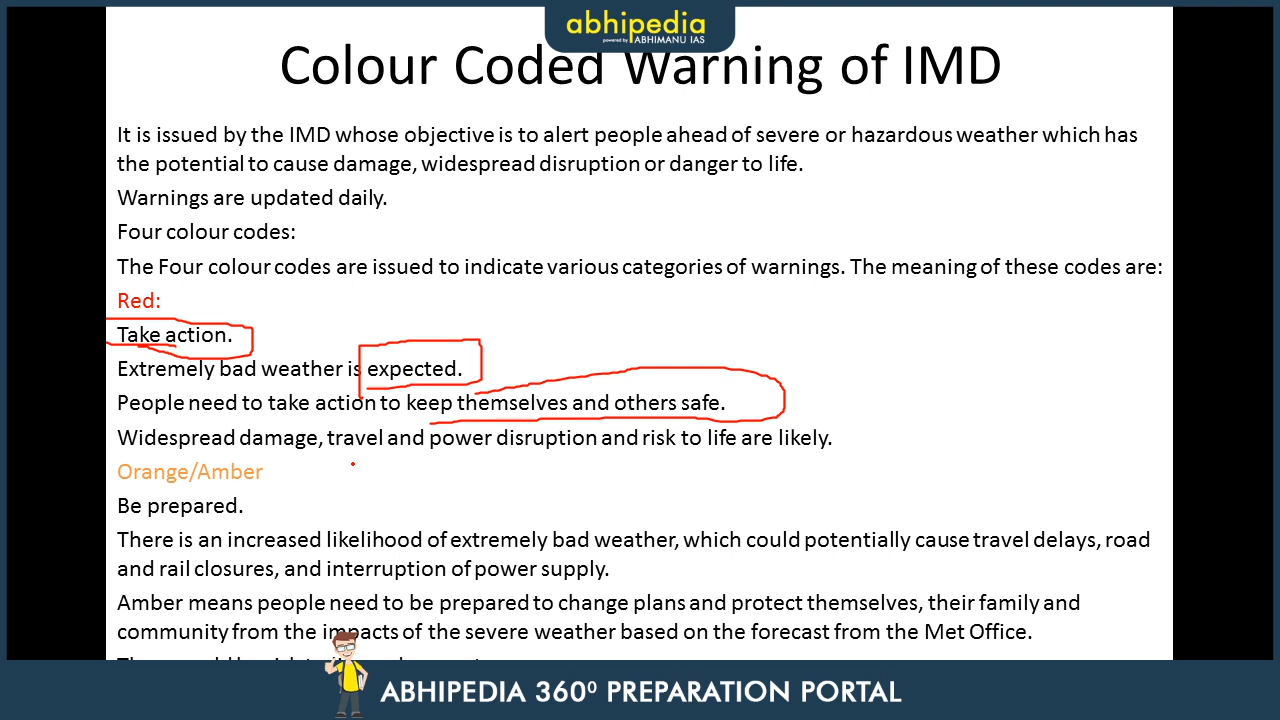 abhipedia
powered by ABHIMANU IAS
Colour Coded Warning of IMD
It is issued by the IMD whose objective is to alert people ahead of severe or hazardous weather which has
the potential to cause damage, widespread disruption or danger to life.
Warnings are updated daily.
Four colour codes:
The Four colour codes are issued to indicate various categories of warnings. The meaning of these codes are:
Red:
Take action.
Extremely bad weather is expected.
People need to take action to keep themselves and others safe.
Widespread damage, travel and power disruption and risk to life are likely.
Orange/Amber
Be prepared.
There is an increased likelihood of extremely bad weather, which could potentially cause travel delays, road
and rail closures, and interruption of power supply.
Amber means people need to be prepared to change plans and protect themselves, their family and
community from the impacts of the severe weather based on the forecast from the Met Office.
ABHIPEDIA 360⁰ PREPARATION PORTAL